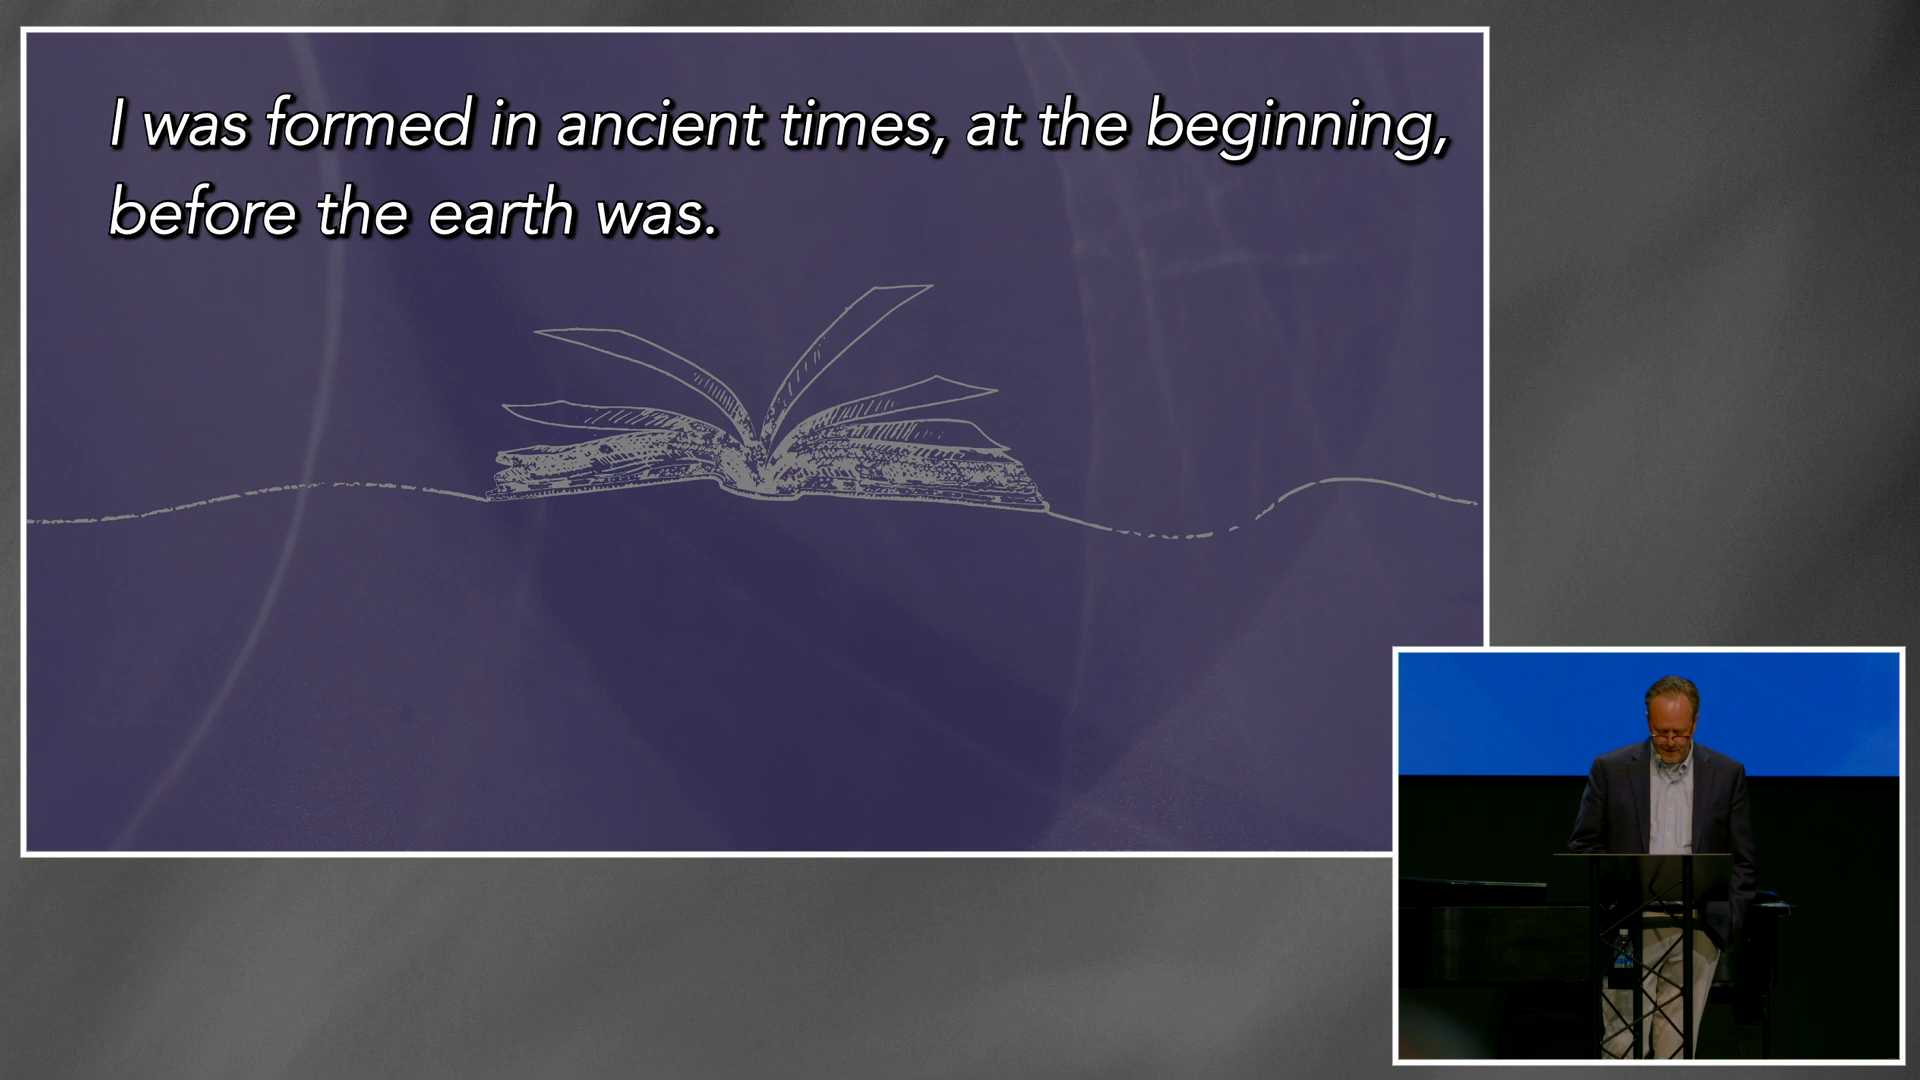 I was formed in ancient times, at the beginning,
before the earth was.